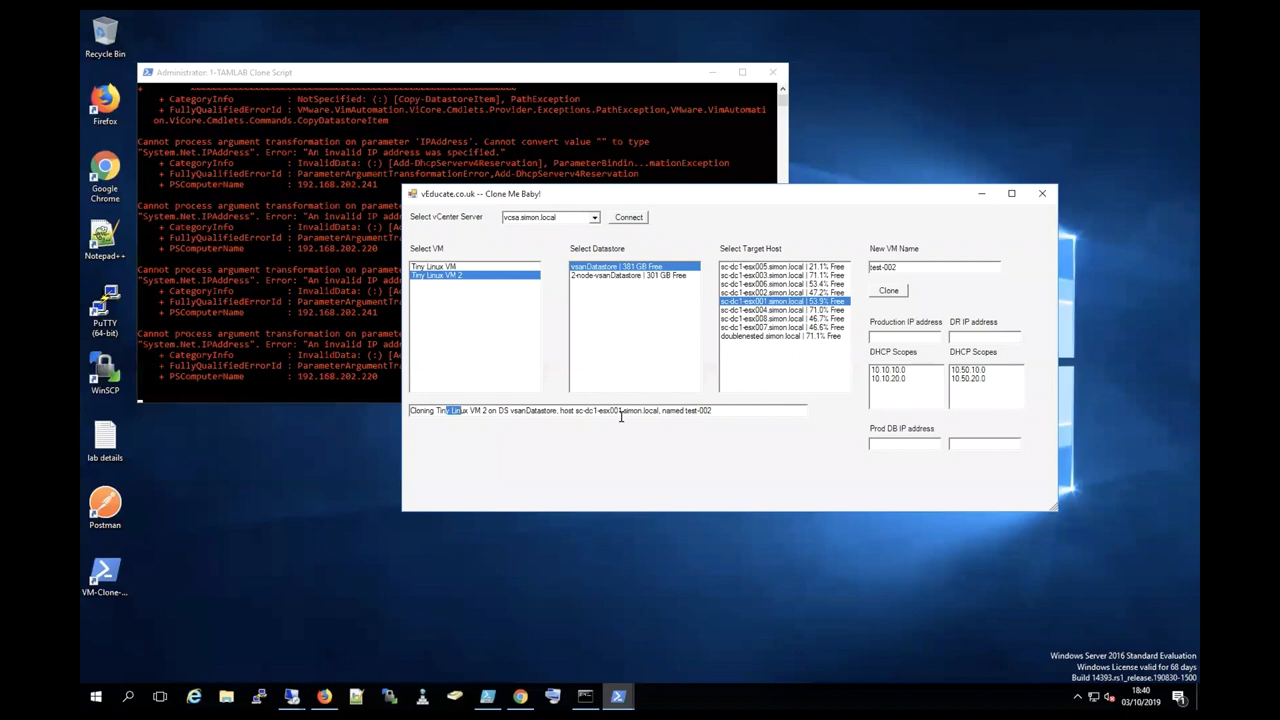 Recycle Bin
Firefox
Google
Chrome
Notepad++
PuTTY
(64-bit)
WinSCP
lab details
Postman
VM-Clone-...
Administrator: 1-TAMLAB Clone Script
+ CategoryInfo : NotSpecified: (:) [Copy-DatastoreItem], PathException
+ FullyQualifiedErrorId : VMware.VimAutomation.ViCore.Cmdlets.Provider.Exceptions.PathException,VMware.VimAutomati
on.ViCore.Cmdlets.Commands.CopyDatastoreItem
Cannot process argument transformation on parameter 'IPAddress'. Cannot convert value "" to type
"System.Net.IPAddress". Error: "An invalid IP address was specified."
+ CategoryInfo : InvalidData: (:) [Add-DhcpServerv4Reservation], ParameterBindin...mationException
+ FullyQualifiedErrorId : ParameterArgumentTransformationError,Add-DhcpServerv4Reservation
+ PSComputerName : 192.168.202.241
Cannot process argument
"System.Net.IPAddress". Error: "An invalid IP addr
+ CategoryInfo : InvalidData: (:) [Ad
+ FullyQualifiedErrorId : ParameterArgumentTra
+ PSComputerName : 192.168.202.241
Cannot process argument
"System.Net.IPAddress". Error: "An invalid IP addr
+ CategoryInfo : InvalidData: (:) [Ad
+ FullyQualifiedErrorId : ParameterArgumentTra
+ PSComputerName : 192.168.202.220
Cannot process argument
"System.Net.IPAddress". Error: "An invalid IP addr
+ CategoryInfo : InvalidData: (:) [Ad
+ FullyQualifiedErrorId : ParameterArgumentTra
+ PSComputerName : 192.168.202.220
vEducate.co.uk -- Clone Me Baby!
Select vCenter Server vcsa.simon.local Connect
Select VM
Tiny Linux VM
Tiny Linux VM 2
Select Datastore
vsanDatastore | 381 GB Free
2-node-vsanDatastore | 301 GB Free
Select Target Host
sc-dc1-esx005.simon.local | 21.1% Free
sc-dc1-esx003.simon.local | 71.1% Free
sc-dc1-esx006.simon.local | 53.4% Free
sc-dc1-esx002.simon.local | 47.2% Free
sc-dc1-esx001.simon.local | 53.9% Free
sc-dc1-esx004.simon.local | 71.0% Free
sc-dc1-esx008.simon.local | 46.7% Free
sc-dc1-esx007.simon.local | 46.6% Free
doublenested.simon.local | 71.1% Free
New VM Name
test-002
Clone
Production IP address DR IP address
DHCP Scopes DHCP Scopes
10.10.10.0 10.50.10.0
10.10.20.0 10.50.20.0
Prod DB IP address
Cloning Tiny Linux VM 2 on DS vsanDatastore, host sc-dc1-esx001.simon.local, named test-002
Windows Server 2016 Standard Evaluation
Windows License valid for 68 days
Build 14393.rs1_release.190830-1500
18:40
03/10/2019
1